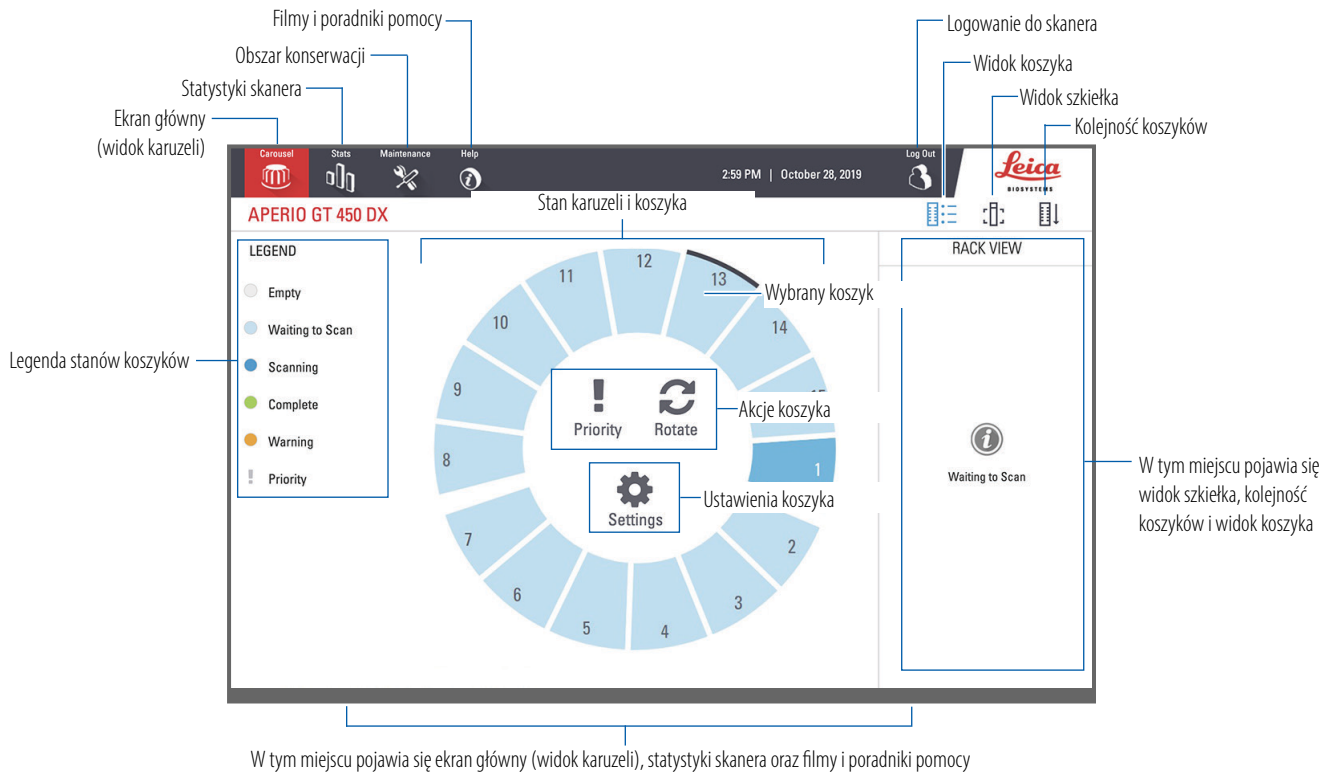 Filmy i poradniki pomocy
Logowanie do skanera
Obszar konserwacji
Widok koszyka
Statystyki skanera
Widok szkiełka
Ekran główny
(widok karuzeli)
Kolejność koszyków
Carousel
Stats
Maintenance
Help
2:59 PM | October 28, 2019
Log Out
Leica
BIOSYSTEMS
APERIO GT 450 DX
Stan karuzeli i koszyka
LEGEND
Empty
Waiting to Scan
Scanning
Complete
Warning
Priority
Legenda stanów koszyków
12
11
13
Wybrany koszyk
10
14
9
8
1
7
2
6
3
5
4
Priority
Rotate
Akcje koszyka
Settings
Ustawienia koszyka
RACK VIEW
Waiting to Scan
W tym miejscu pojawia się
widok szkiełka, kolejność
koszyków i widok koszyka
W tym miejscu pojawia się ekran główny (widok karuzeli), statystyki skanera oraz filmy i poradniki pomocy